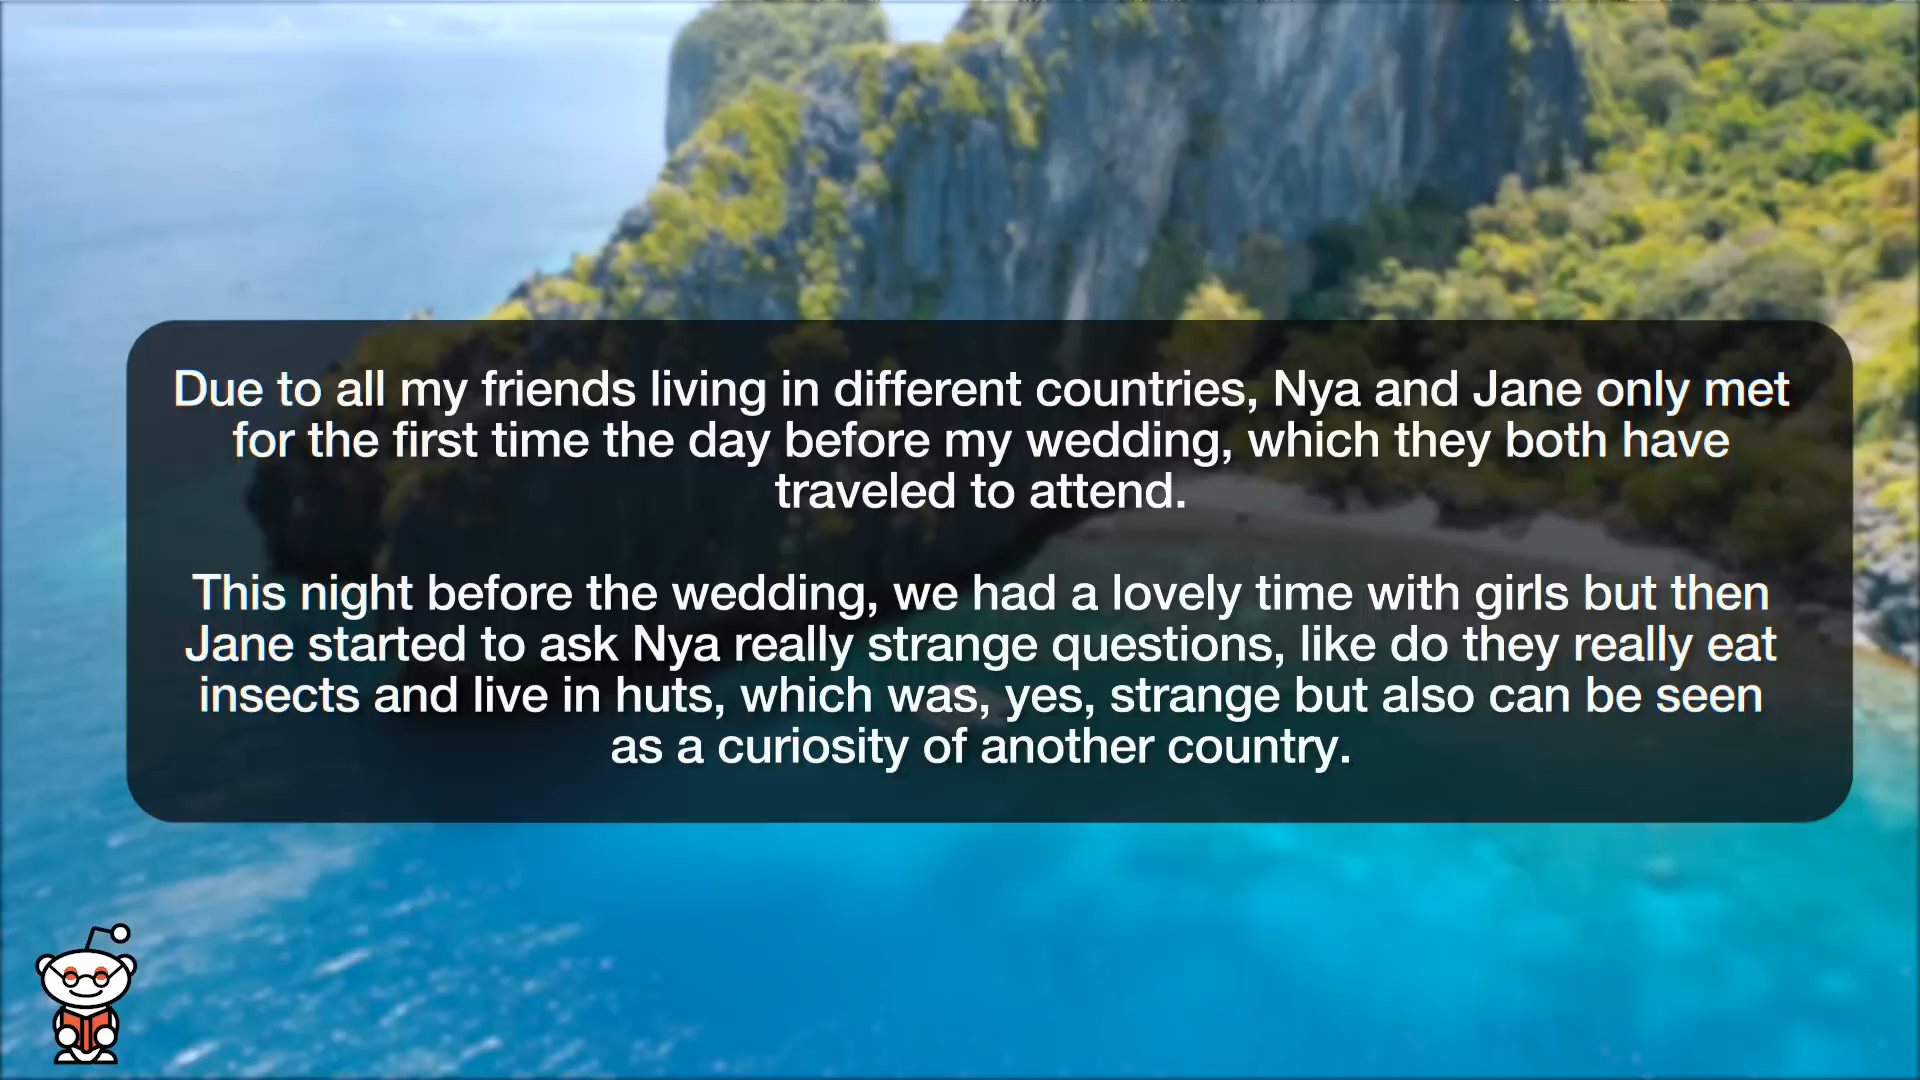 Due to all my friends living in different countries, Nya and Jane only met
for the first time the day before my wedding, which they both have
traveled to attend.
This night before the wedding, we had a lovely time with girls but then
Jane started to ask Nya really strange questions, like do they really eat
insects and live in huts, which was, yes, strange but also can be seen
as a curiosity of another country.